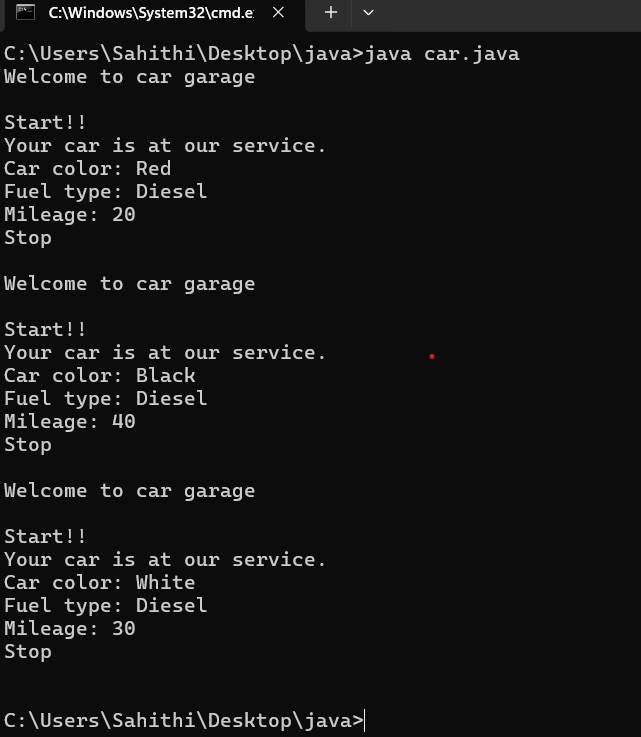 C:\Windows\System32\cmd.e
C:\Users\Sahithi\Desktop\java>java car.java
Welcome to car garage
Start!!
Your car is at our service.
Car color: Red
Fuel type: Diesel
Mileage: 20
Stop
Welcome to car garage
Start!!
Your car is at our service.
Car color: Black
Fuel type: Diesel
Mileage: 40
Stop
Welcome to car garage
Start!!
Your car is at our service.
Car color: White
Fuel type: Diesel
Mileage: 30
Stop
C:\Users\Sahithi\Desktop\java>